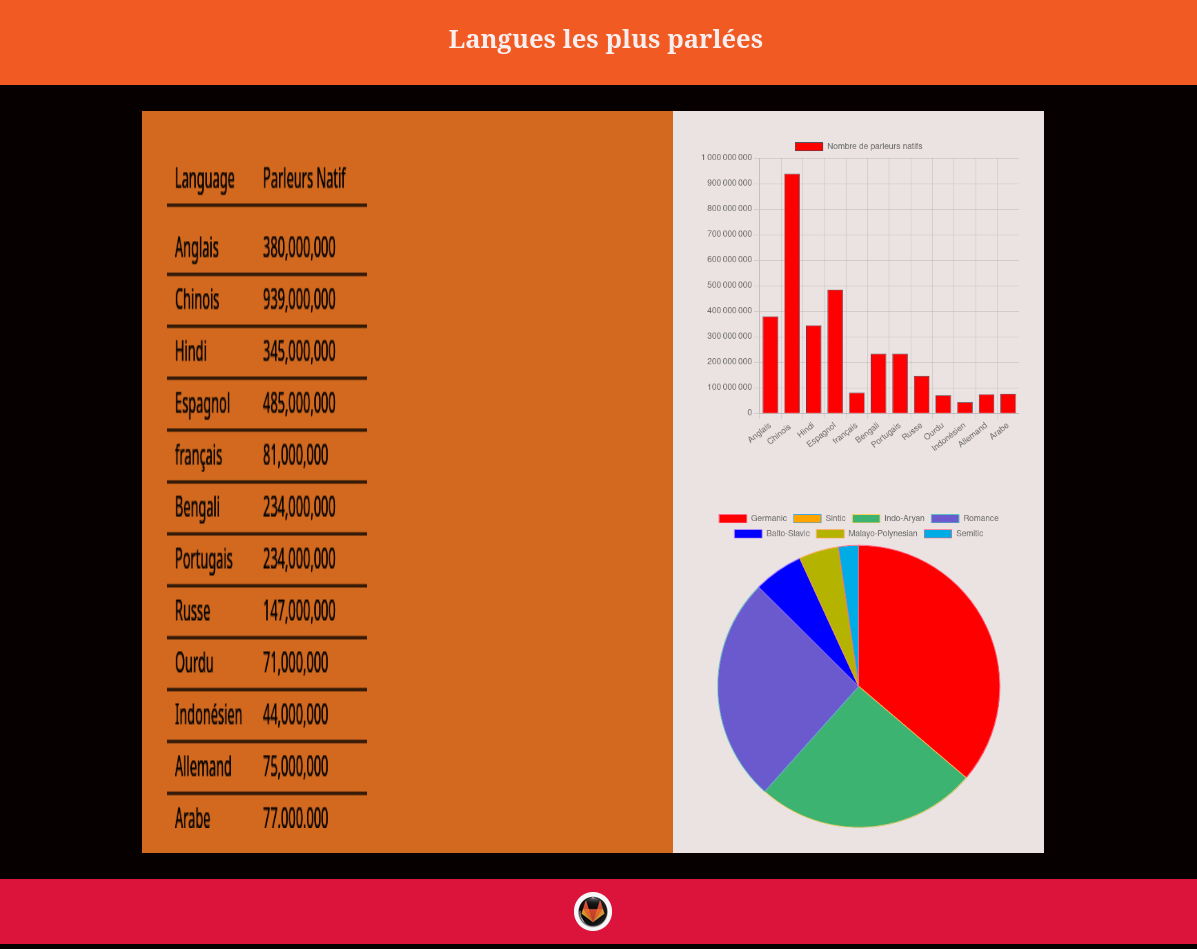 Langues les plus parlées
Language Parleurs Natif
Anglais 380,000,000
Chinois 939,000,000
Hindi 345,000,000
Espagnol 485,000,000
français 81,000,000
Bengali 234,000,000
Portugais 234,000,000
Russe 147,000,000
Ourdu 71,000,000
Indonésien 44,000,000
Allemand 75,000,000
Arabe 77.000.000
Nombre de parleurs natifs
1 000 000 000
900 000 000
800 000 000
700 000 000
600 000 000
500 000 000
400 000 000
300 000 000
200 000 000
100 000 000
0
Anglais Chinois Hindi Espagnol français Bengali Portugais Russe Ourdu Indonésien Allemand Arabe
Germanic Sintic Indo-Aryan Romance
Balto-Slavic Malayo-Polynesian Semitic